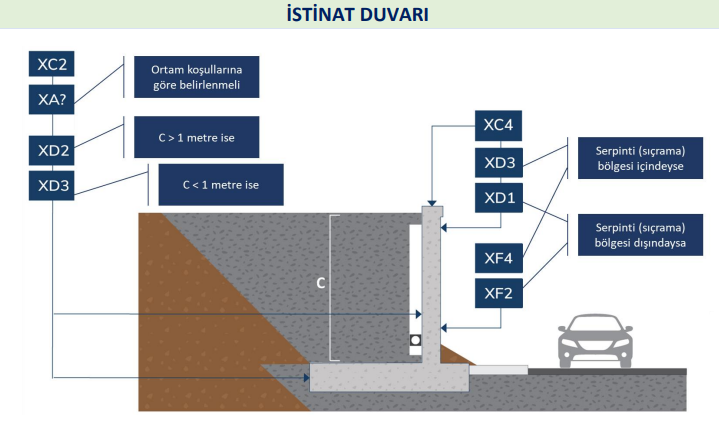 İSTİNAT DUVARI
XC2
XA?
XD2
XD3
Ortam koşullarına
göre belirlenmeli
C > 1 metre ise
C < 1 metre ise
C
XC4
XD3
XD1
XF4
XF2
Serpinti (sıçrama)
bölgesi içindeyse
Serpinti (sıçrama)
bölgesi dışındaysa